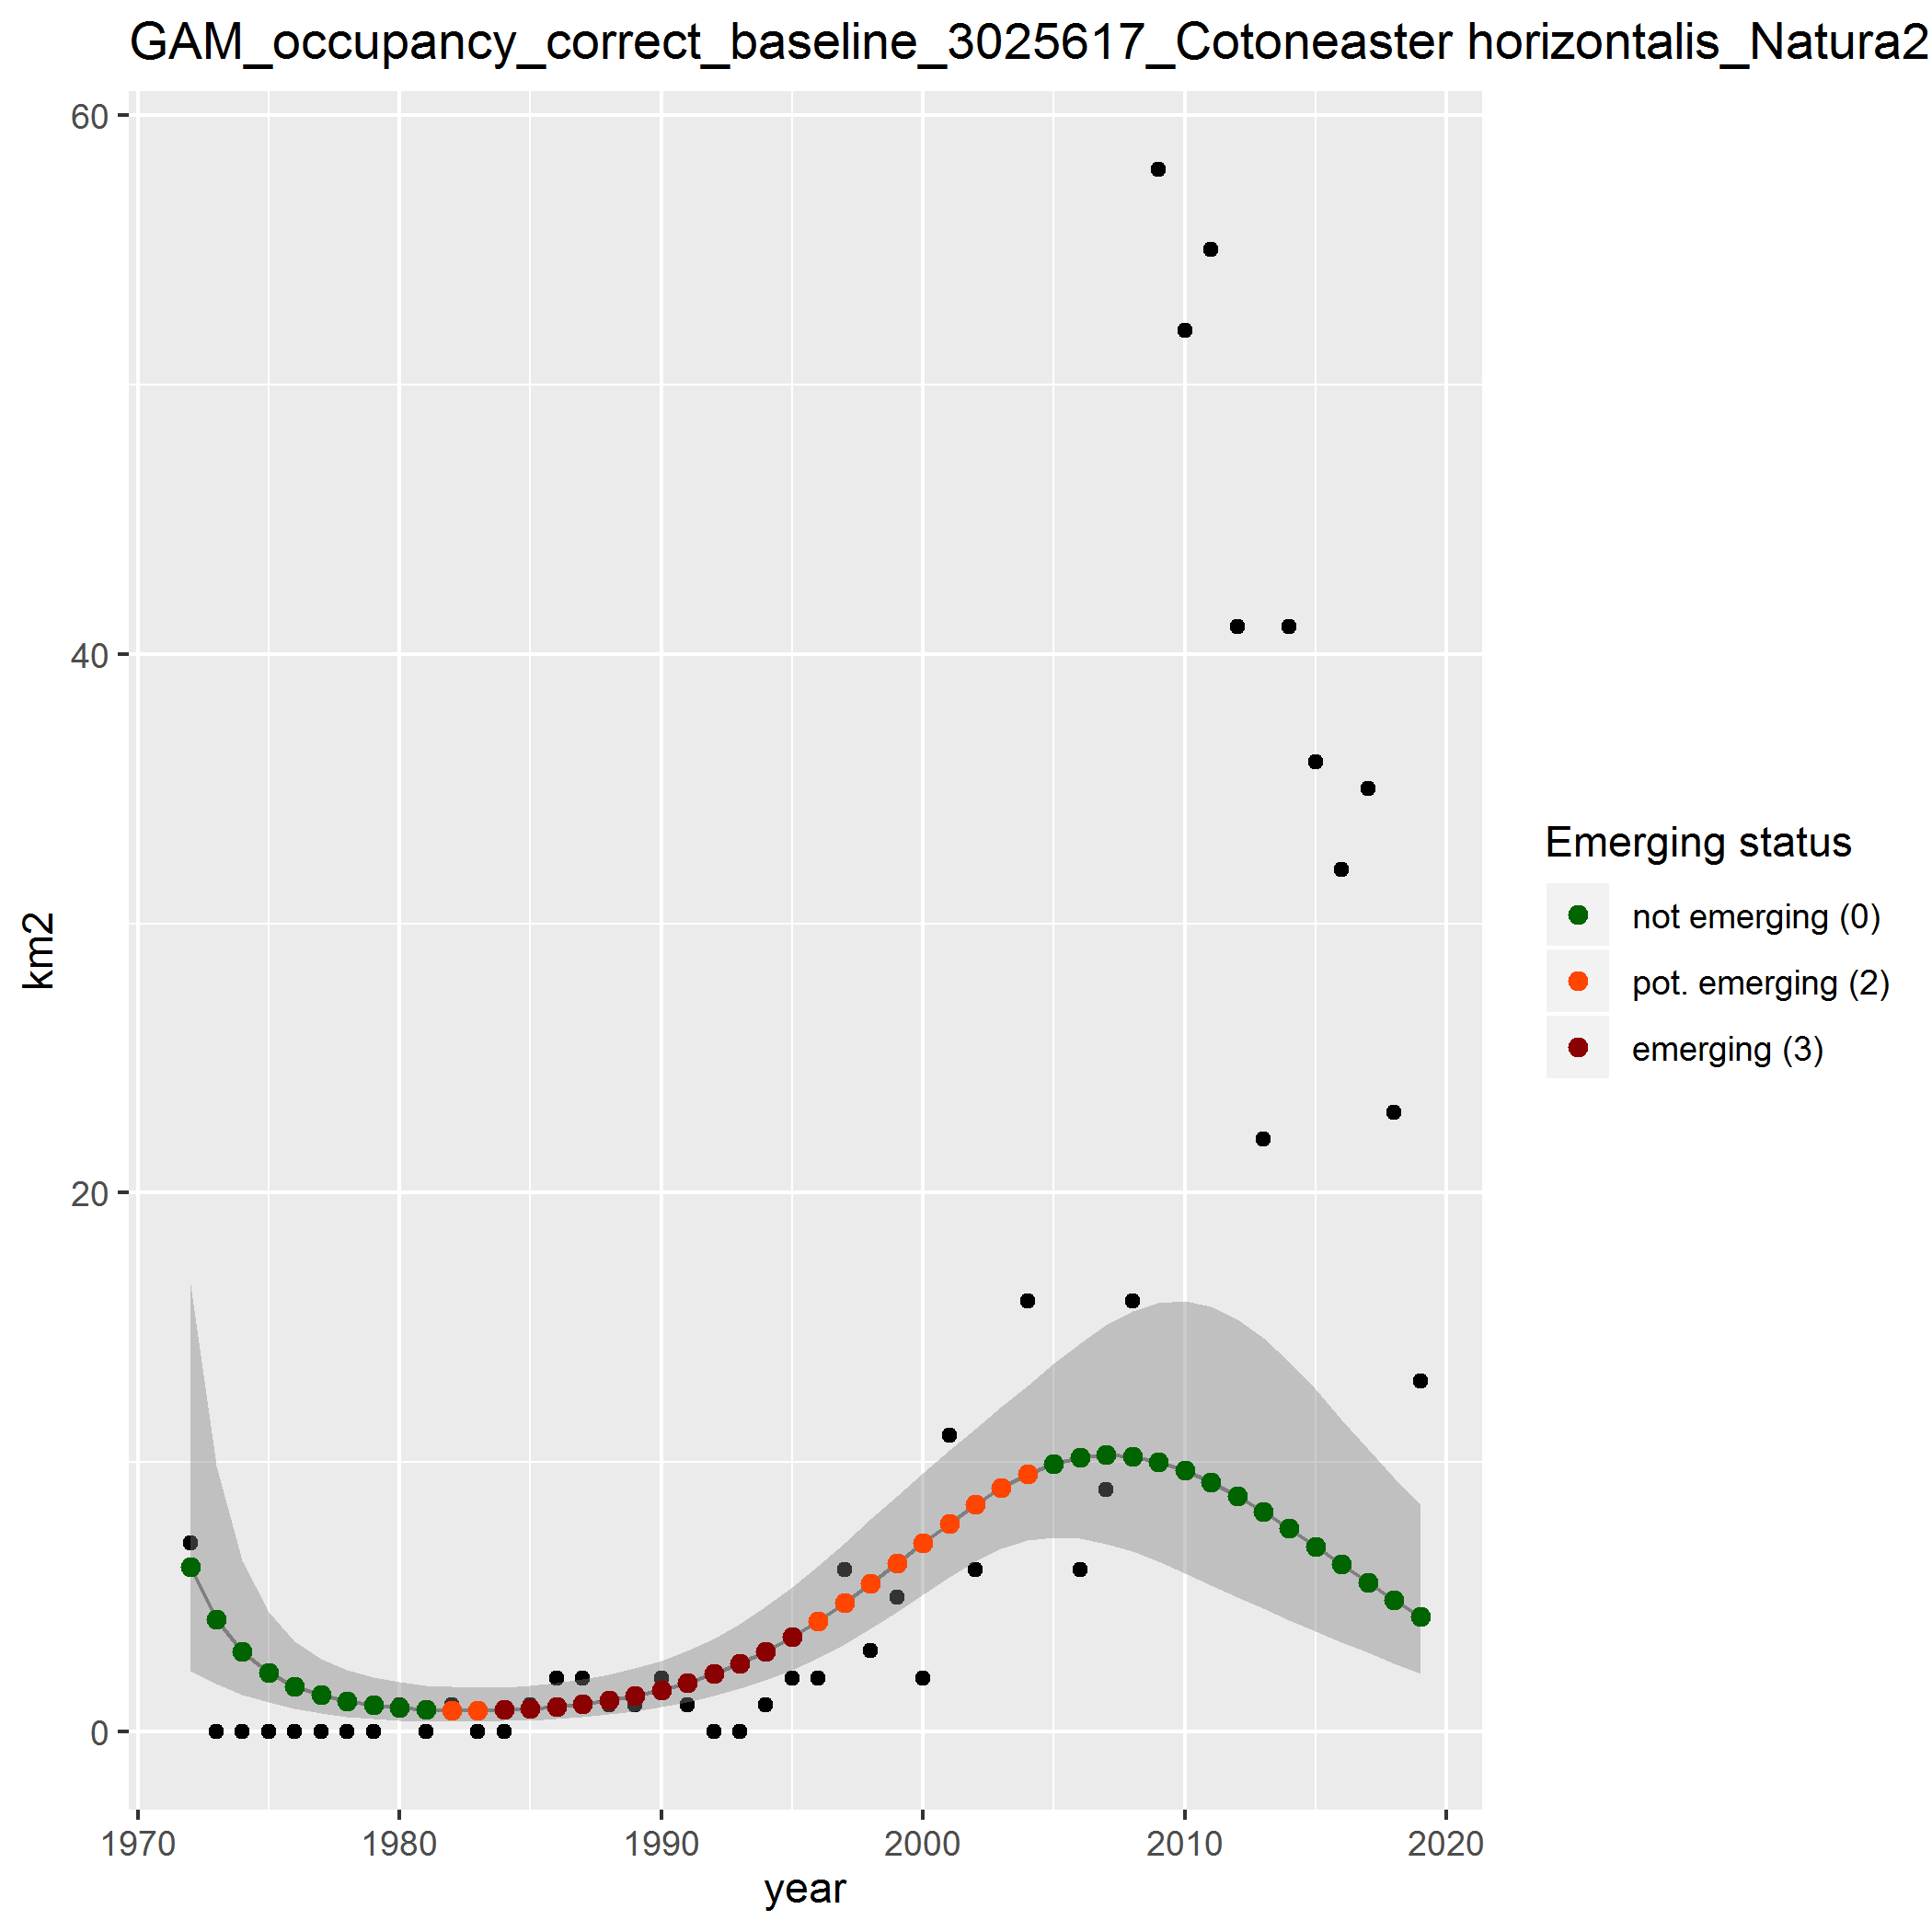 GAM_occupancy_correct_baseline_3025617_Cotoneaster horizontalis_Natura2
60
40
20
0
km2
1970 1980 1990 2000 2010 2020
year
Emerging status
not emerging (0)
pot. emerging (2)
emerging (3)